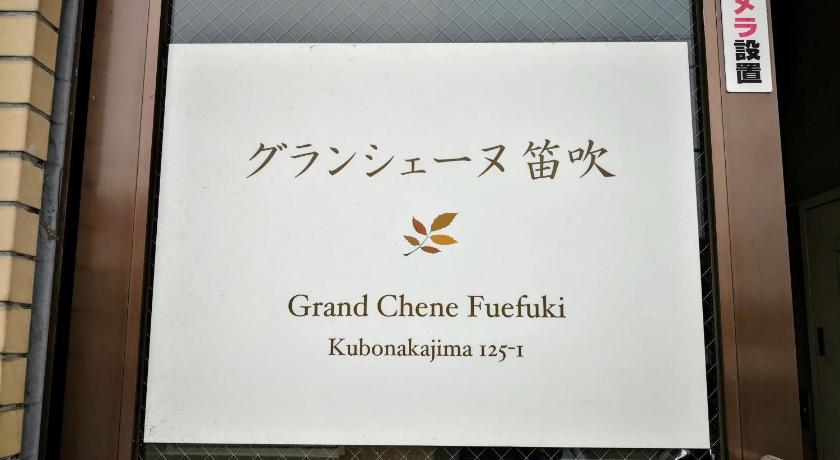 グランシェーヌ 笛吹
Grand Chene Fuefuki
Kubonakajima 125-1
メラ設置